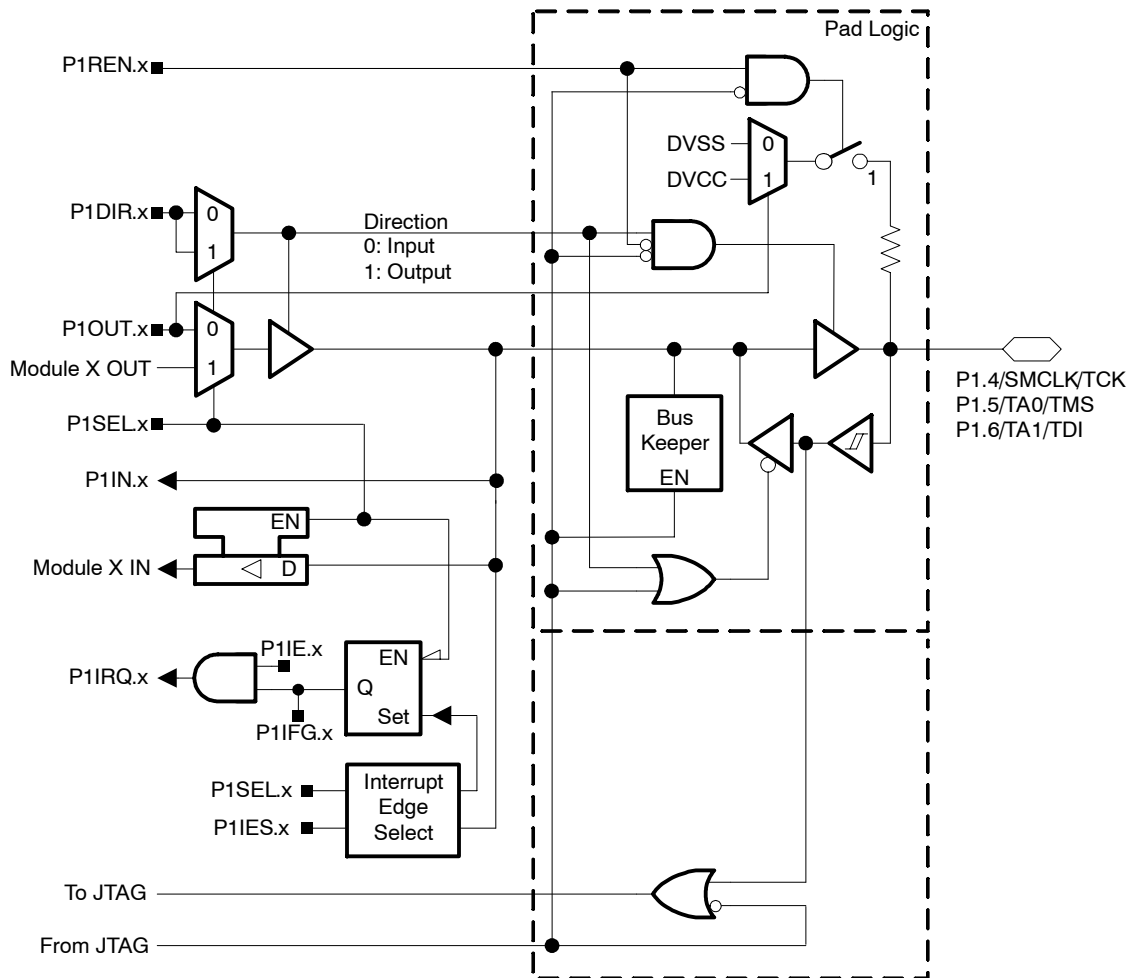 Pad Logic
P1REN.x
DVSS
0
DVCC
1
1
P1DIR.x
0
1
Direction
0: Input
1: Output
P1OUT.x
0
Module X OUT
1
P1.4/SMCLK/TCK
P1.5/TA0/TMS
P1.6/TA1/TDI
P1SEL.x
Bus
Keeper
EN
P1IN.x
EN
Module X IN
D
P1IE.x
EN
P1IRQ.x
Q
P1IFG.x
Set
P1SEL.x
P1IES.x
Interrupt
Edge
Select
To JTAG
From JTAG